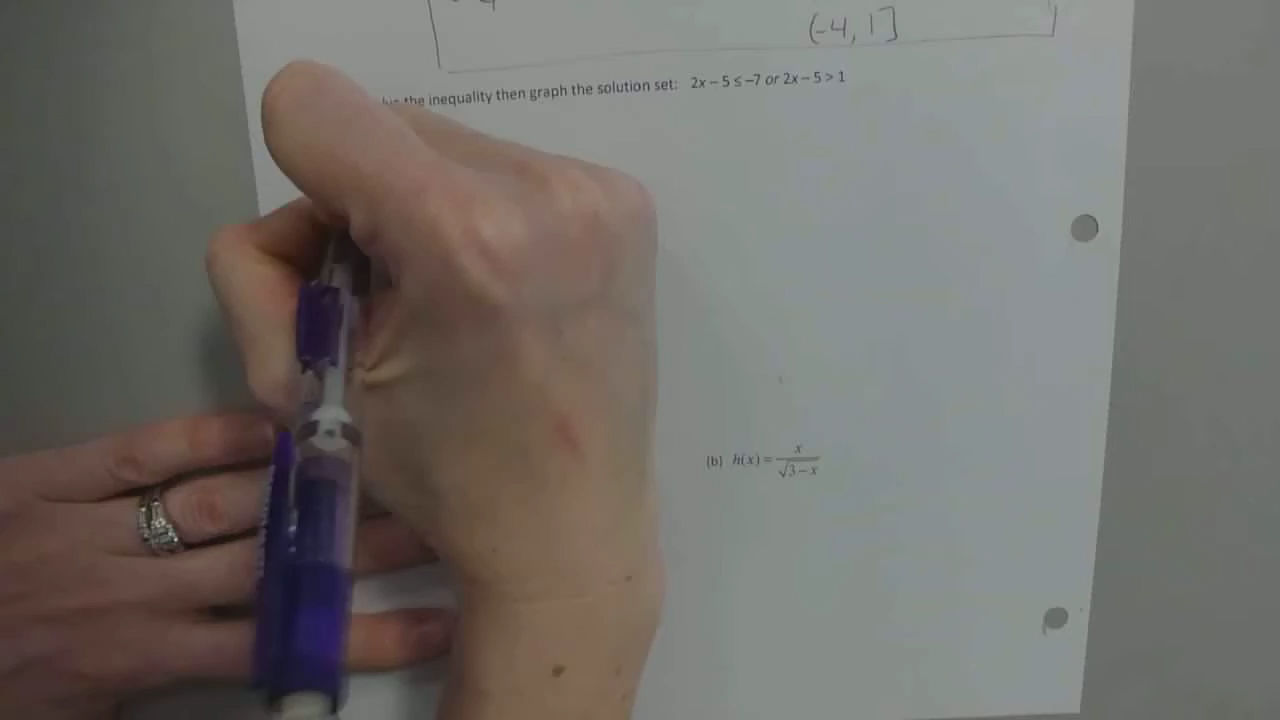 (-4, 1]
the inequality then graph the solution set: 2x – 5 ≤ –7 or 2x – 5 > 1
(b) h(x) = x / √3 – x